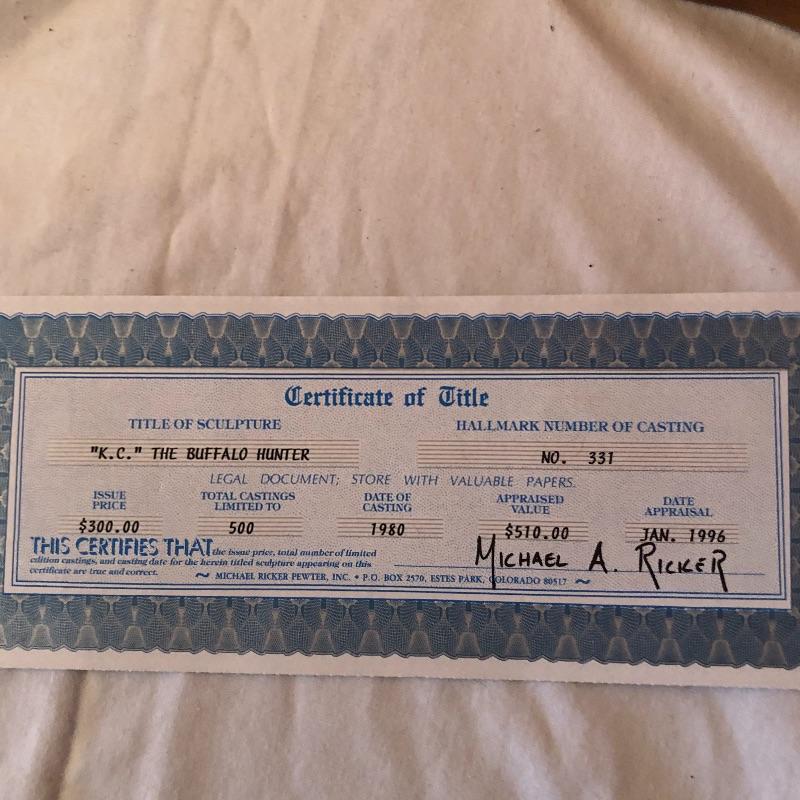 Certificate of Title
TITLE OF SCULPTURE
HALLMARK NUMBER OF CASTING
"K.C." THE BUFFALO HUNTER
NO. 331
LEGAL DOCUMENT; STORE WITH VALUABLE PAPERS.
ISSUE PRICE
TOTAL CASTINGS LIMITED TO
DATE OF CASTING
APPRAISED VALUE
DATE APPRAISAL
$300.00
500
1980
$510.00
JAN. 1996
THIS CERTIFIES THAT the issue price, total number of limited
edition castings, and casting date for the herein titled sculpture appearing on this
certificate are true and correct.
MICHAEL A. RICKER
~ MICHAEL RICKER PEWTER, INC. • P.O. BOX 2570, ESTES PARK, COLORADO 80517 ~